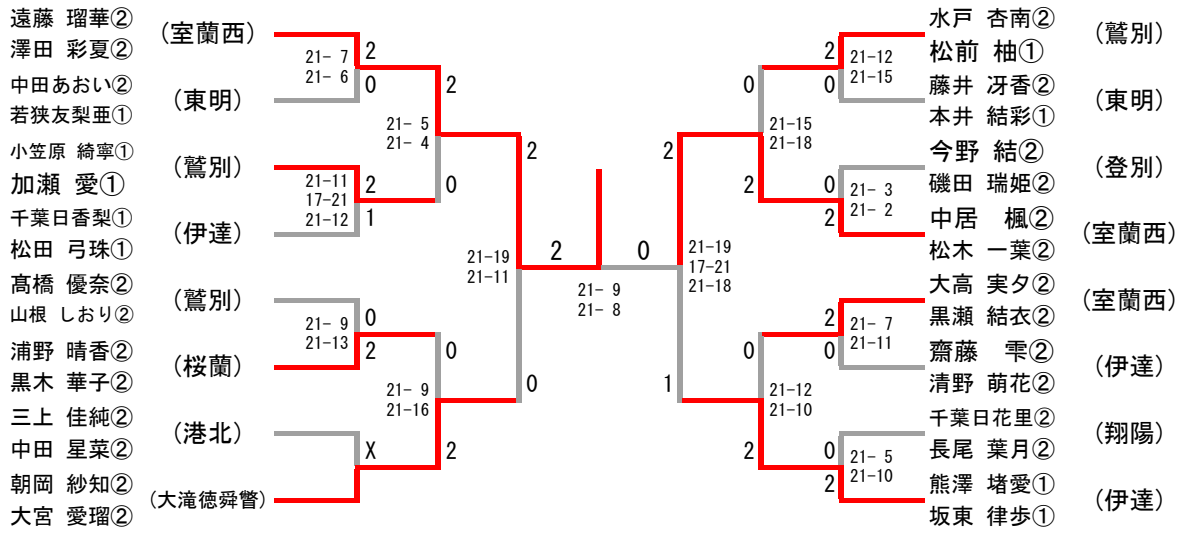 遠藤 瑠華② (室蘭西)
澤田 彩夏②
21- 7
21- 6
2
0
中田あおい② (東明)
若狭友梨亜①
21- 5
21- 4
2
0
小笠原 綺寧① (鷲別)
加瀬 愛①
21-11
17-21
21-12
2
1
千葉日香梨① (伊達)
松田 弓珠①
21-19
21-11
2
0
髙橋 優奈② (鷲別)
山根 しおり②
21- 9
21-13
0
2
浦野 晴香② (桜蘭)
黒木 華子②
21- 9
21-16
0
2
三上 佳純② (港北)
中田 星菜②
X
朝岡 紗知② (大滝徳舜瞥)
大宮 愛瑠②
2
0
21- 9
21- 8
水戸 杏南② (鷲別)
松前 柚①
2
0
21-12
21-15
藤井 冴香② (東明)
本井 結彩①
0
2
21-15
21-18
今野 結② (登別)
磯田 瑞姫②
0
2
21- 3
21- 2
中居 楓② (室蘭西)
松木 一葉②
2
1
21-19
17-21
21-18
大高 実夕② (室蘭西)
黒瀬 結衣②
2
0
21- 7
21-11
齋藤 雫② (伊達)
清野 萌花②
0
2
21-12
21-10
千葉日花里② (翔陽)
長尾 葉月②
0
2
21- 5
21-10
熊澤 堵愛① (伊達)
坂東 律歩①